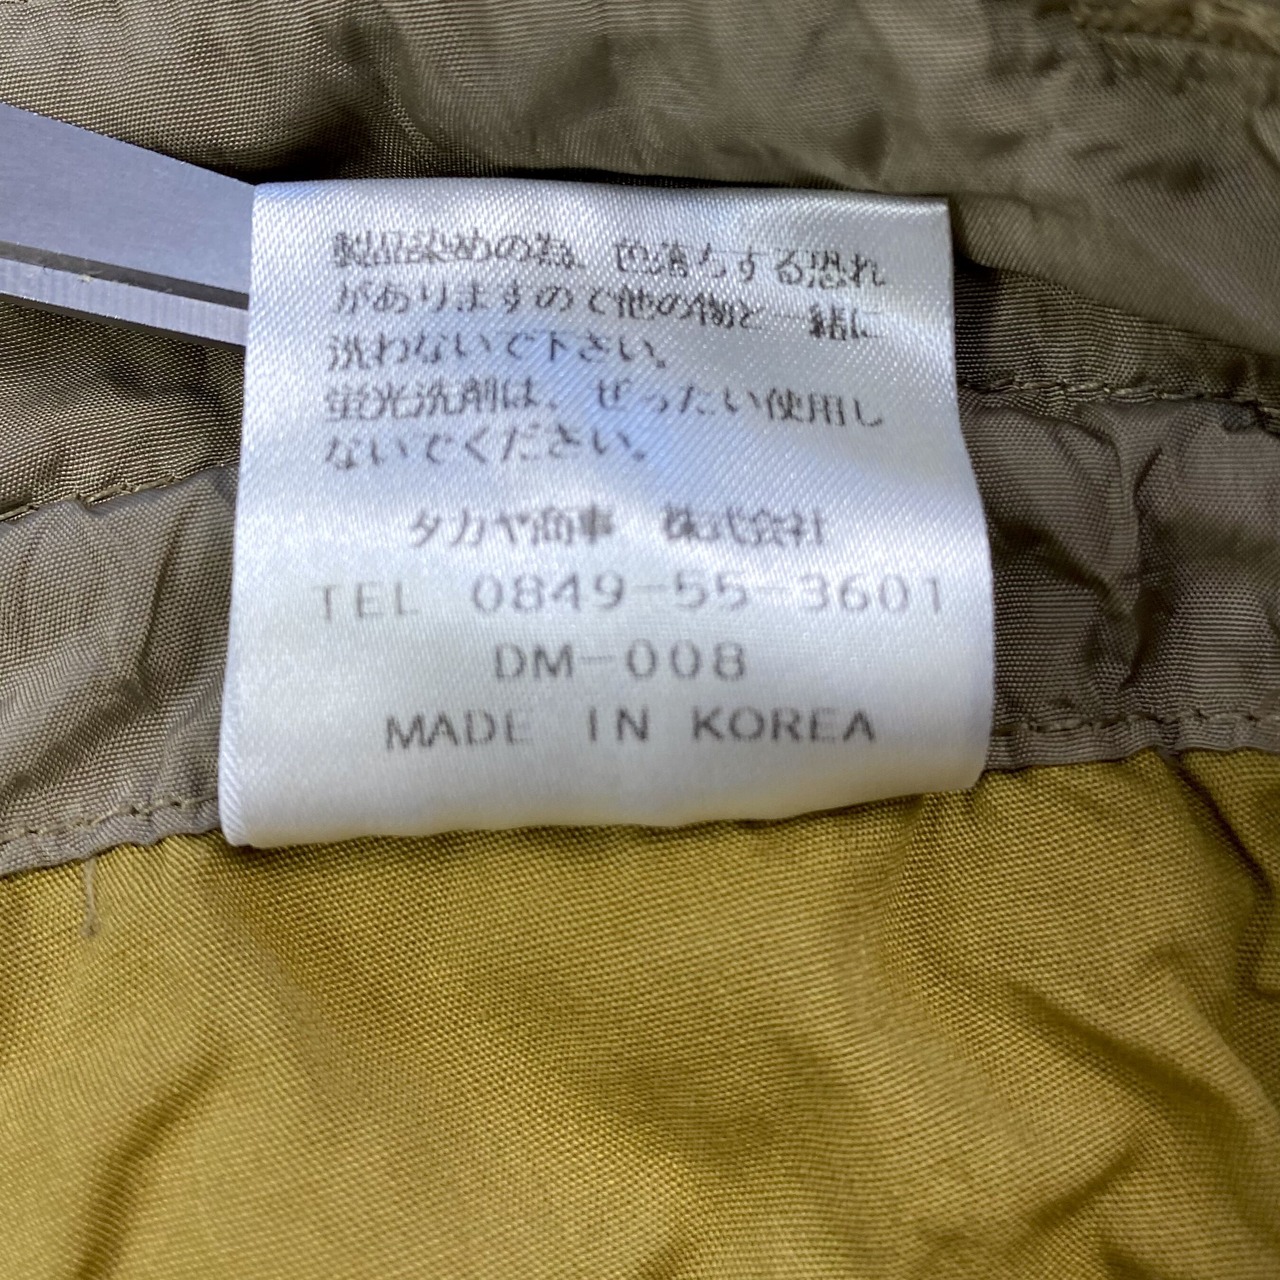 製品染めの為、色落ちする恐れ
がありますので他の物と一緒に
洗わないで下さい。
蛍光洗剤は、ぜったい使用し
ないでください。
タカヤ商事 株式会社
TEL 0849-55-3601
DM-008
MADE IN KOREA